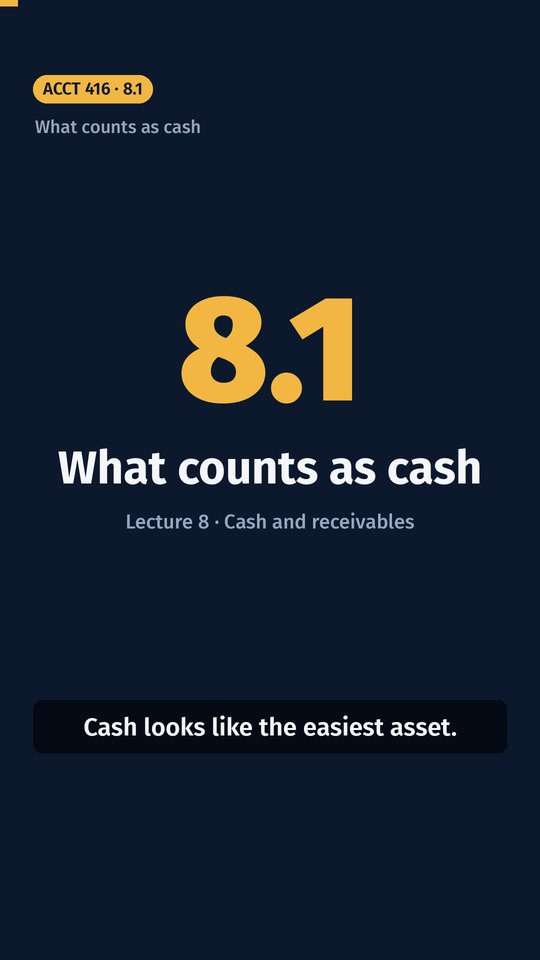 ACCT 416 · 8.1
What counts as cash
8.1
What counts as cash
Lecture 8 · Cash and receivables
Cash looks like the easiest asset.